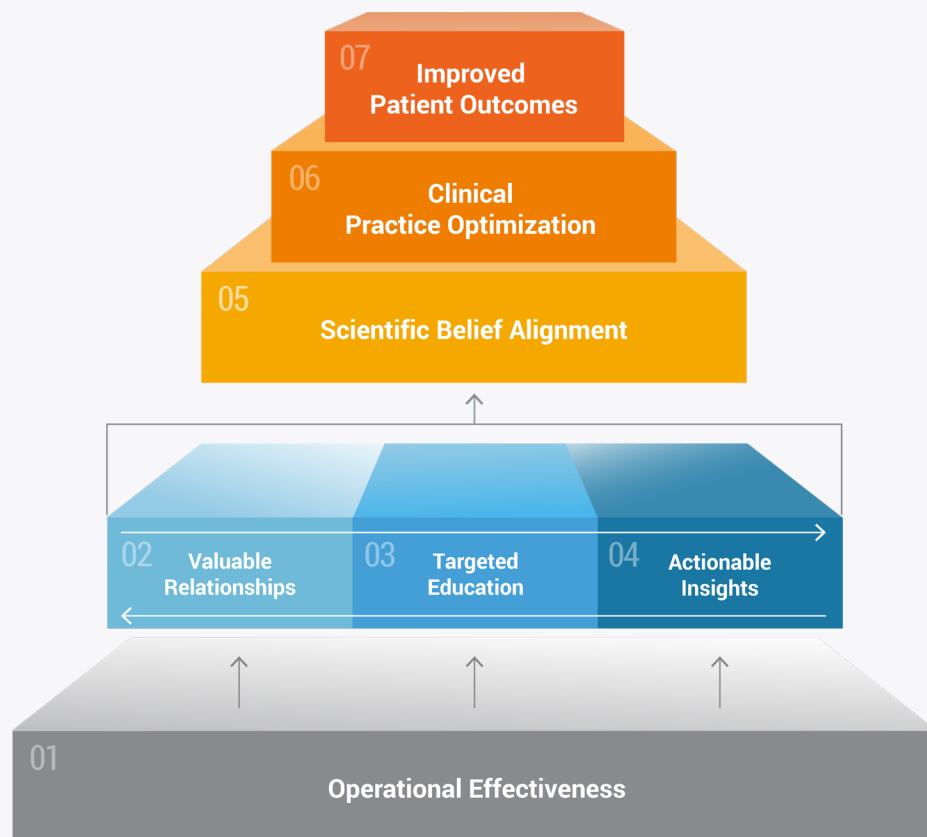 07
Improved
Patient Outcomes
06
Clinical
Practice Optimization
05
Scientific Belief Alignment
02
Valuable
Relationships
03
Targeted
Education
04
Actionable
Insights
01
Operational Effectiveness